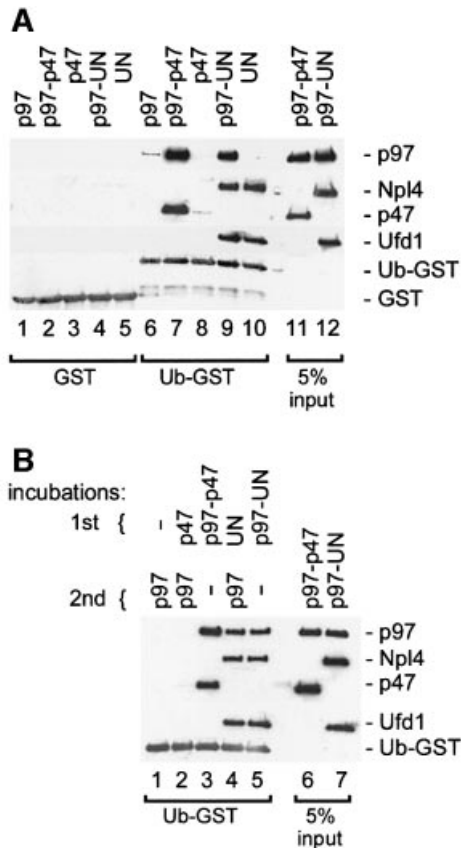 A
p97 p97-p47 p47 p97-UN UN p97 p97-p47 p47 p97-UN UN p97-p47 p97-UN
- p97
- Npl4
- p47
- Ufd1
- Ub-GST
- GST
1 2 3 4 5 6 7 8 9 10 11 12
GST Ub-GST 5% input
B
incubations:
1st { – p47 p97-p47 UN p97-UN p97-p47 p97-UN
2nd { p97 p97 – p97 –
- p97
- Npl4
- p47
- Ufd1
- Ub-GST
1 2 3 4 5 6 7
Ub-GST 5% input